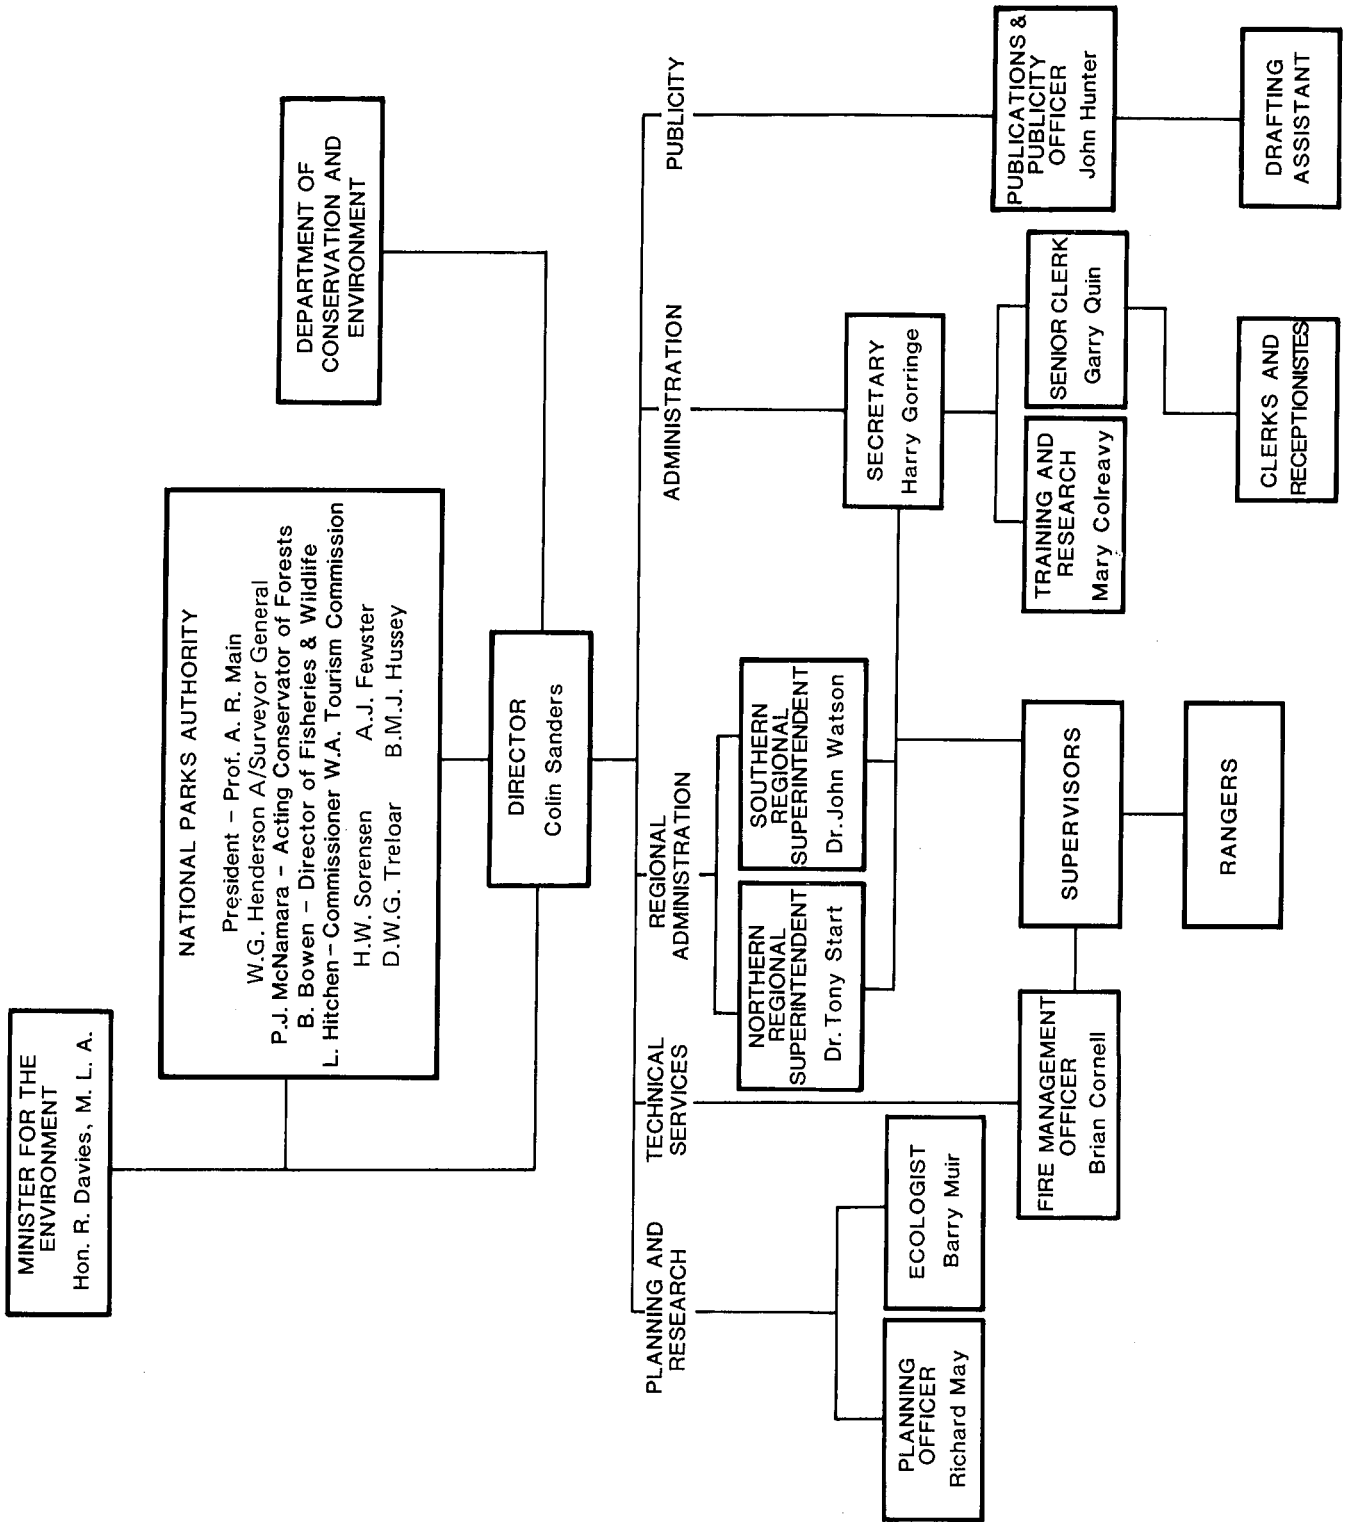 MINISTER FOR THE
ENVIRONMENT
Hon. R. Davies, M. L. A.
NATIONAL PARKS AUTHORITY
President – Prof. A. R. Main
W.G. Henderson A/Surveyor General
P.J. McNamara – Acting Conservator of Forests
B. Bowen – Director of Fisheries & Wildlife
L. Hitchen – Commissioner W.A. Tourism Commission
H.W. Sorensen A.J. Fewster
D.W.G. Treloar B.M.J. Hussey
DEPARTMENT OF
CONSERVATION AND
ENVIRONMENT
DIRECTOR
Colin Sanders
PLANNING AND
RESEARCH
TECHNICAL
SERVICES
REGIONAL
ADMINISTRATION
ADMINISTRATION
PUBLICITY
NORTHERN
REGIONAL
SUPERINTENDENT
Dr. Tony Start
SOUTHERN
REGIONAL
SUPERINTENDENT
Dr. John Watson
SECRETARY
Harry Gorringe
PLANNING
OFFICER
Richard May
ECOLOGIST
Barry Muir
FIRE MANAGEMENT
OFFICER
Brian Cornell
SUPERVISORS
TRAINING AND
RESEARCH
Mary Colreavy
SENIOR CLERK
Garry Quin
PUBLICATIONS &
PUBLICITY
OFFICER
John Hunter
RANGERS
CLERKS AND
RECEPTIONISTES
DRAFTING
ASSISTANT